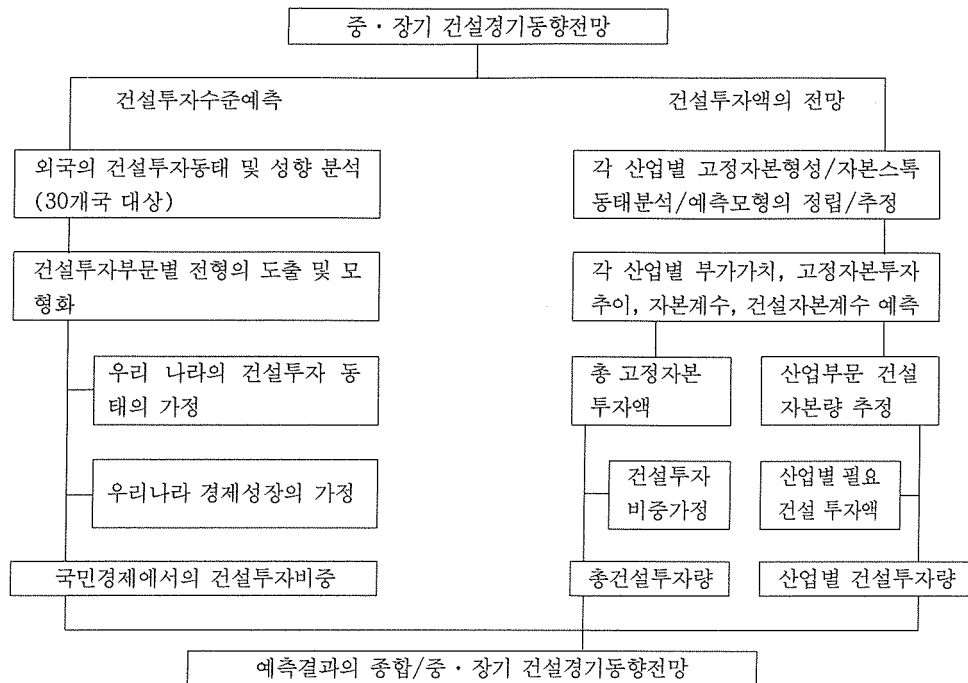 중 · 장기 건설경기동향전망
건설투자수준예측
건설투자액의 전망
외국의 건설투자동태 및 성향 분석
(30개국 대상)
각 산업별 고정자본형성/자본스톡
동태분석/예측모형의 정립/추정
건설투자부문별 전형의 도출 및 모
형화
각 산업별 부가가치, 고정자본투자
추이, 자본계수, 건설자본계수 예측
우리 나라의 건설투자 동
태의 가정
총 고정자본
투자액
산업부문 건설
자본량 추정
우리나라 경제성장의 가정
건설투자
비중가정
산업별 필요
건설 투자액
국민경제에서의 건설투자비중
총건설투자량
산업별 건설투자량
예측결과의 종합/중 · 장기 건설경기동향전망